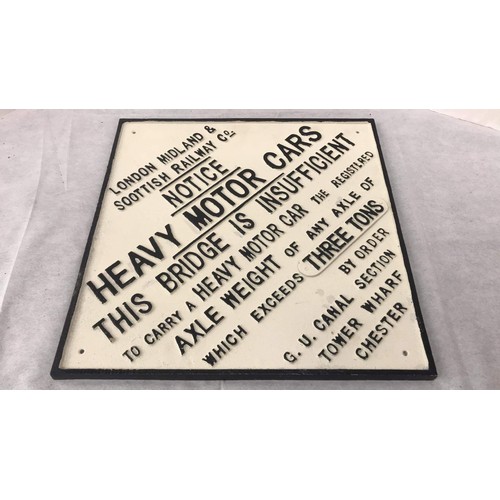 LONDON MIDLAND &
SCOTTISH RAILWAY Co.
NOTICE
HEAVY MOTOR CARS
THIS BRIDGE IS INSUFFICIENT
TO CARRY A HEAVY MOTOR CAR THE REGISTERED
AXLE WEIGHT OF ANY AXLE OF
WHICH EXCEEDS THREE TONS
BY ORDER
G. U. CANAL SECTION
TOWER WHARF
CHESTER